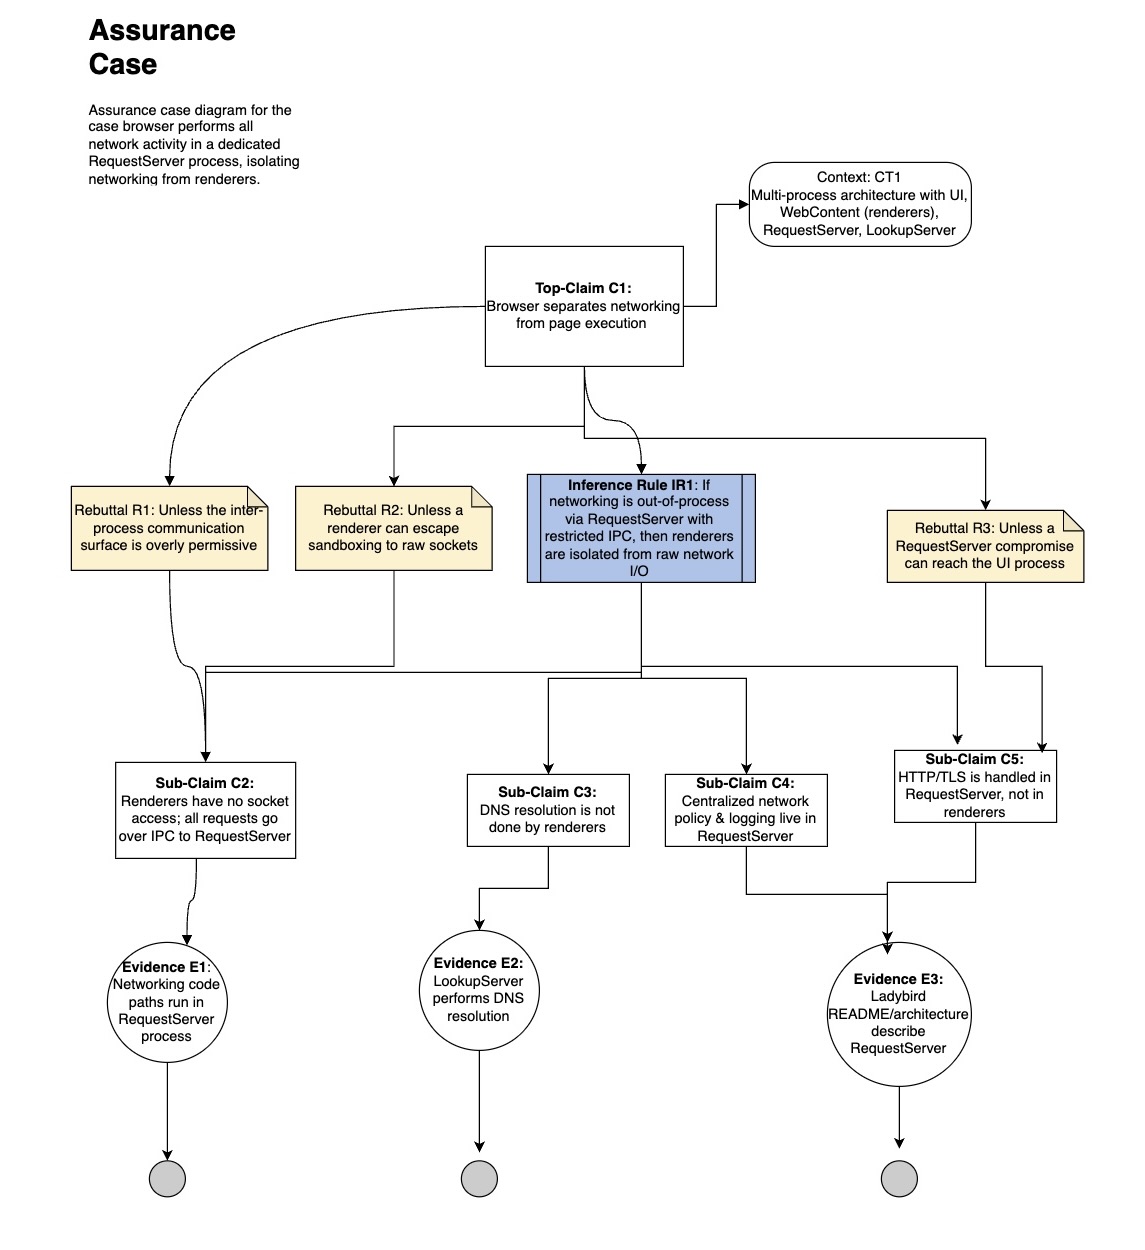 Assurance
Case
Assurance case diagram for the
case browser performs all
network activity in a dedicated
RequestServer process, isolating
networking from renderers.
Context: CT1
Multi-process architecture with UI,
WebContent (renderers),
RequestServer, LookupServer
Top-Claim C1:
Browser separates networking
from page execution
Rebuttal R1: Unless the inter-
process communication
surface is overly permissive
Rebuttal R2: Unless a
renderer can escape
sandboxing to raw sockets
Inference Rule IR1: If
networking is out-of-process
via RequestServer with
restricted IPC, then renderers
are isolated from raw network
I/O
Rebuttal R3: Unless a
RequestServer compromise
can reach the UI process
Sub-Claim C2:
Renderers have no socket
access; all requests go
over IPC to RequestServer
Sub-Claim C3:
DNS resolution is not
done by renderers
Sub-Claim C4:
Centralized network
policy & logging live in
RequestServer
Sub-Claim C5:
HTTP/TLS is handled in
RequestServer, not in
renderers
Evidence E1:
Networking code
paths run in
RequestServer
process
Evidence E2:
LookupServer
performs DNS
resolution
Evidence E3:
Ladybird
README/architecture
describe
RequestServer